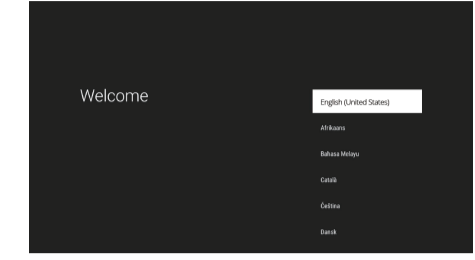 Welcome
English (United States)
Afrikaans
Bahasa Melayu
Català
Čeština
Dansk